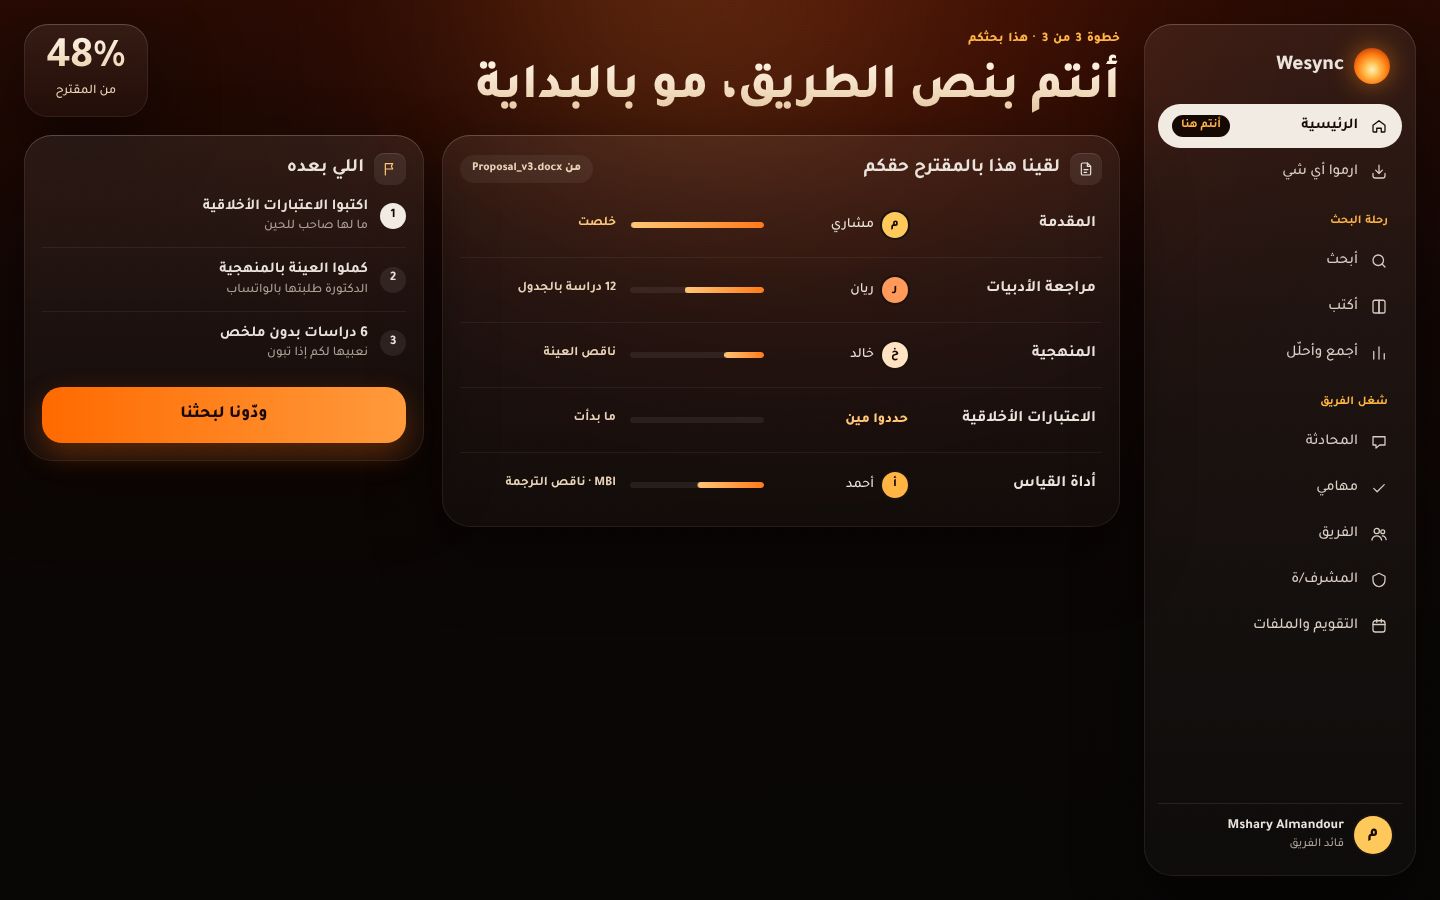 Wesync
الرئيسية
أنتم هنا
ارموا أي شي
رحلة البحث
أبحث
أكتب
أجمع وأحلّل
شغل الفريق
المحادثة
مهامي
الفريق
المشرف/ة
التقويم والملفات
م
Mshary Almandour
قائد الفريق
خطوة 3 من 3 · هذا بحثكم
أنتم بنص الطريق، مو بالبداية
48%
من المقترح
لقينا هذا بالمقترح حقكم
من Proposal_v3.docx
المقدمة
م
مشاري
خلصت
مراجعة الأدبيات
ر
ريان
12 دراسة بالجدول
المنهجية
خ
خالد
ناقص العينة
الاعتبارات الأخلاقية
حددوا مين
ما بدأت
أداة القياس
أ
أحمد
MBI · ناقص الترجمة
اللي بعده
1
اكتبوا الاعتبارات الأخلاقية
ما لها صاحب للحين
2
كملوا العينة بالمنهجية
الدكتورة طلبتها بالواتساب
3
6 دراسات بدون ملخص
نعبيها لكم إذا تبون
ودّونا لبحثنا